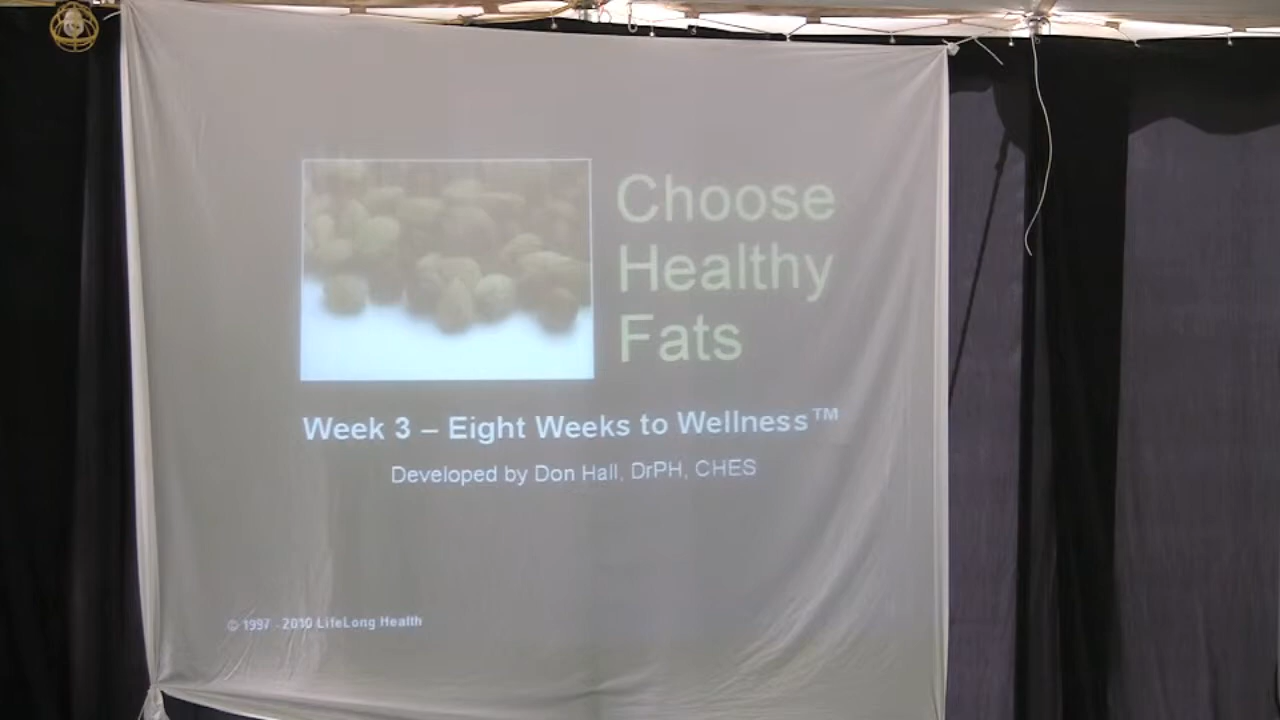 Choose
Healthy
Fats
Week 3 – Eight Weeks to Wellness™
Developed by Don Hall, DrPH, CHES
© 1997 - 2010 LifeLong Health